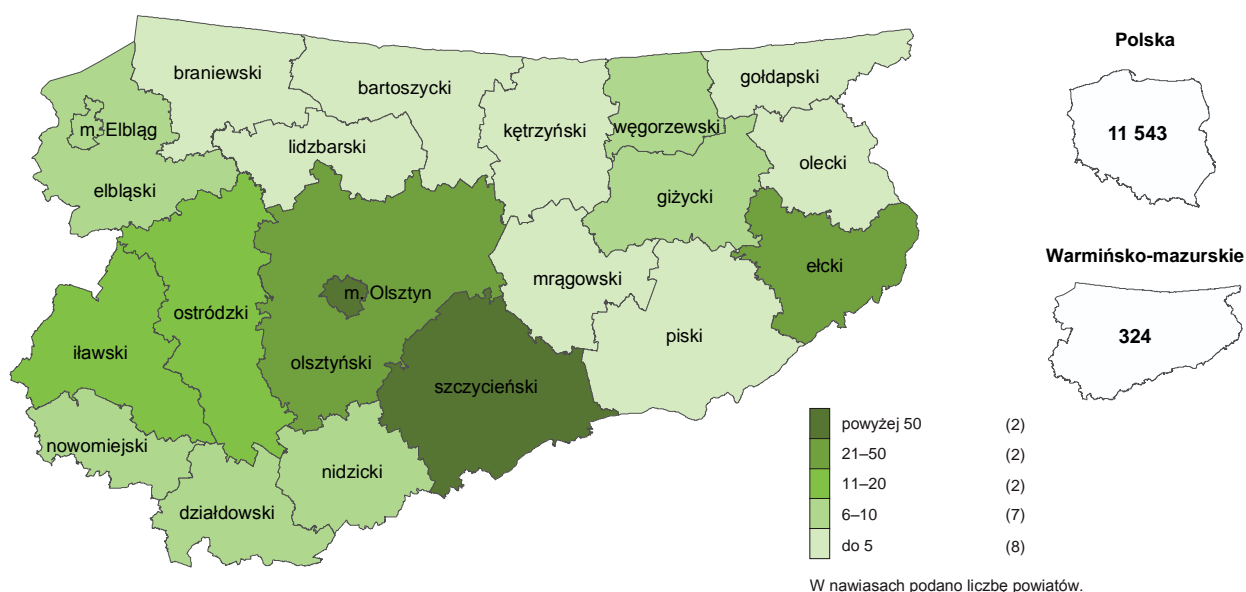 braniewski
bartoszycki
gołdapski
m. Elbląg
kętrzyński
węgorzewski
lidzbarski
olecki
elbląski
giżycki
ełcki
mrągowski
m. Olsztyn
ostródzki
piski
iławski
olsztyński
szczycieński
nowomiejski
nidzicki
działdowski
Polska
11 543
Warmińsko-mazurskie
324
powyżej 50 (2)
21–50 (2)
11–20 (2)
6–10 (7)
do 5 (8)
W nawiasach podano liczbę powiatów.